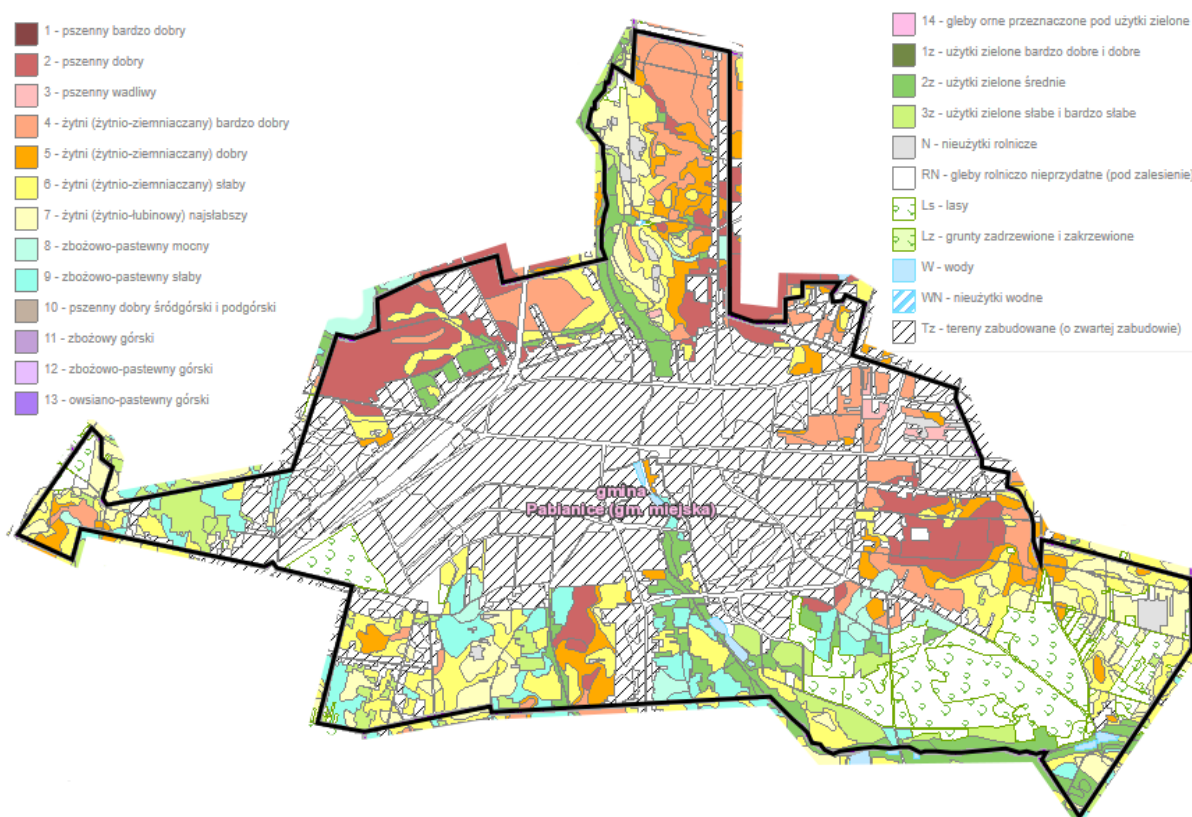 1 - pszenny bardzo dobry
2 - pszenny dobry
3 - pszenny wadliwy
4 - żytni (żytnio-ziemniaczany) bardzo dobry
5 - żytni (żytnio-ziemniaczany) dobry
6 - żytni (żytnio-ziemniaczany) słaby
7 - żytni (żytnio-łubinowy) najsłabszy
8 - zbożowo-pastewny mocny
9 - zbożowo-pastewny słaby
10 - pszenny dobry śródgórski i podgórski
11 - zbożowy górski
12 - zbożowo-pastewny górski
13 - owsiano-pastewny górski
14 - gleby orne przeznaczone pod użytki zielone
1z - użytki zielone bardzo dobre i dobre
2z - użytki zielone średnie
3z - użytki zielone słabe i bardzo słabe
N - nieużytki rolnicze
RN - gleby rolniczo nieprzydatne (pod zalesienie)
Ls - lasy
Lz - grunty zadrzewione i zakrzewione
W - wody
WN - nieużytki wodne
Tz - tereny zabudowane (o zwartej zabudowie)
gmina
Pabianice (gm. miejska)